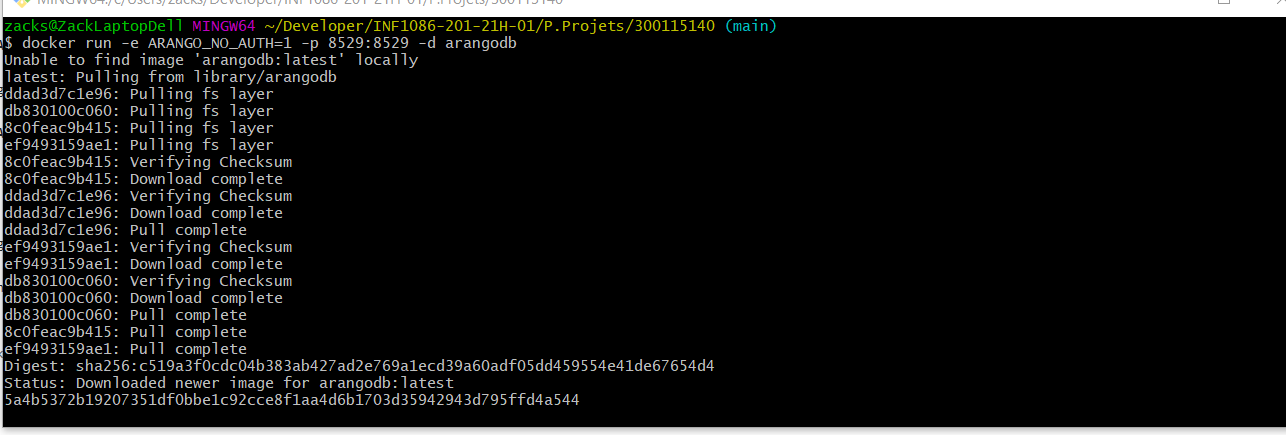 MINGW64:/c/Users/zacks/Developer/INF1086-201-21H-01/P.Projets/300115140
zacks@ZackLaptopDell MINGW64 ~/Developer/INF1086-201-21H-01/P.Projets/300115140 (main)
$ docker run -e ARANGO_NO_AUTH=1 -p 8529:8529 -d arangodb
Unable to find image 'arangodb:latest' locally
latest: Pulling from library/arangodb
ddad3d7c1e96: Pulling fs layer
db830100c060: Pulling fs layer
8c0feac9b415: Pulling fs layer
ef9493159ae1: Pulling fs layer
8c0feac9b415: Verifying Checksum
8c0feac9b415: Download complete
ddad3d7c1e96: Verifying Checksum
ddad3d7c1e96: Download complete
ddad3d7c1e96: Pull complete
ef9493159ae1: Verifying Checksum
ef9493159ae1: Download complete
db830100c060: Verifying Checksum
db830100c060: Download complete
db830100c060: Pull complete
8c0feac9b415: Pull complete
ef9493159ae1: Pull complete
Digest: sha256:c519a3f0cdc04b383ab427ad2e769a1ecd39a60adf05dd459554e41de67654d4
Status: Downloaded newer image for arangodb:latest
5a4b5372b19207351df0bbe1c92cce8f1aa4d6b1703d35942943d795ffd4a544